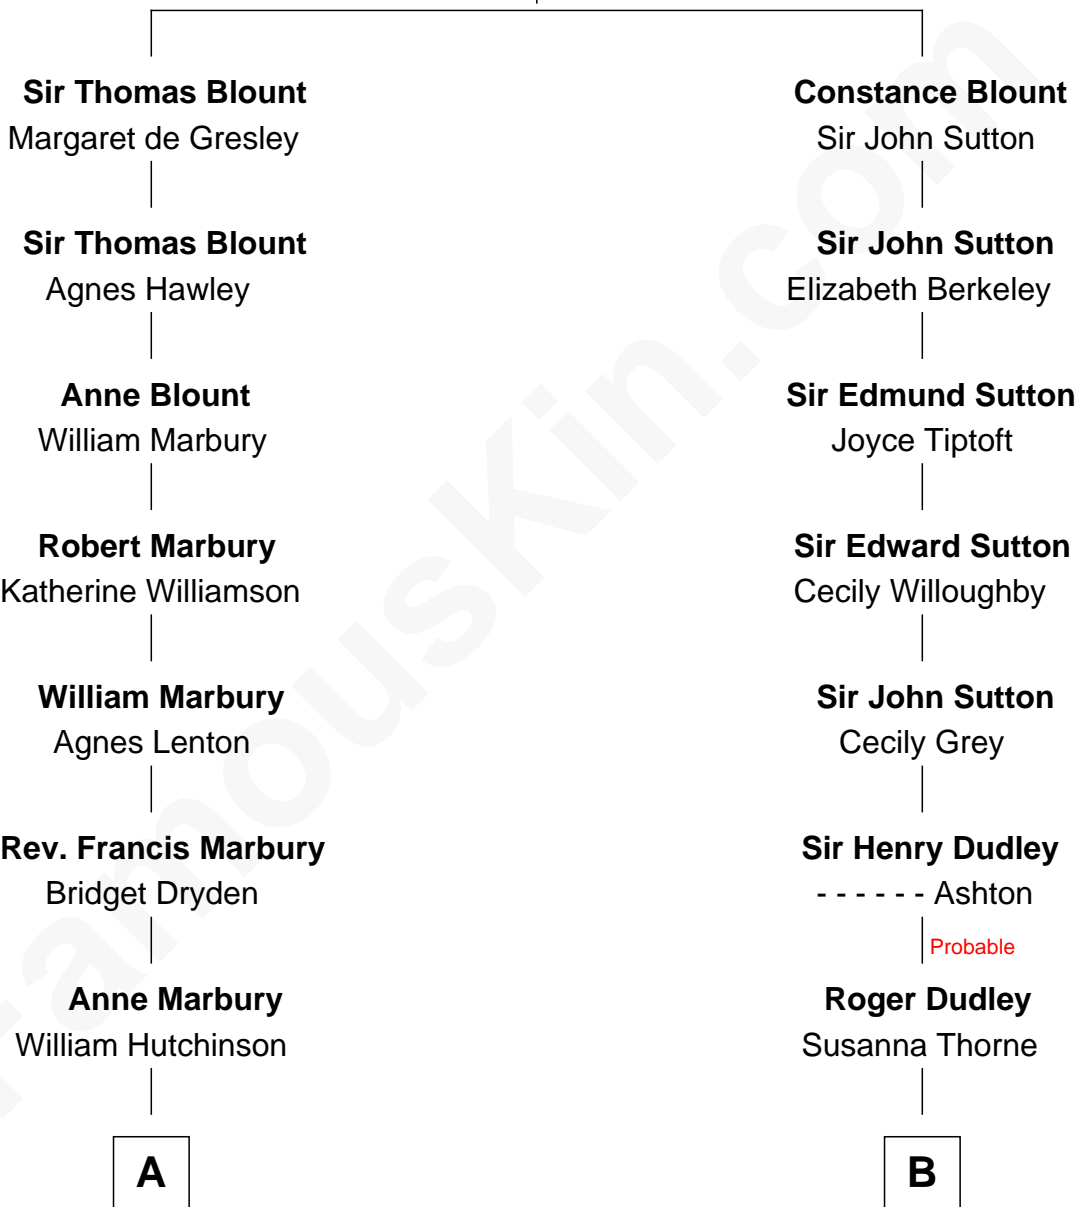 Sir Thomas Blount
Margaret de Gresley
Sir Thomas Blount
Agnes Hawley
Anne Blount
William Marbury
Robert Marbury
Katherine Williamson
William Marbury
Agnes Lenton
Rev. Francis Marbury
Bridget Dryden
Anne Marbury
William Hutchinson
A
Constance Blount
Sir John Sutton
Sir John Sutton
Elizabeth Berkeley
Sir Edmund Sutton
Joyce Tiptoft
Sir Edward Sutton
Cecily Willoughby
Sir John Sutton
Cecily Grey
Sir Henry Dudley
- - - - - - Ashton
Probable
Roger Dudley
Susanna Thorne
B
FamousKin.com